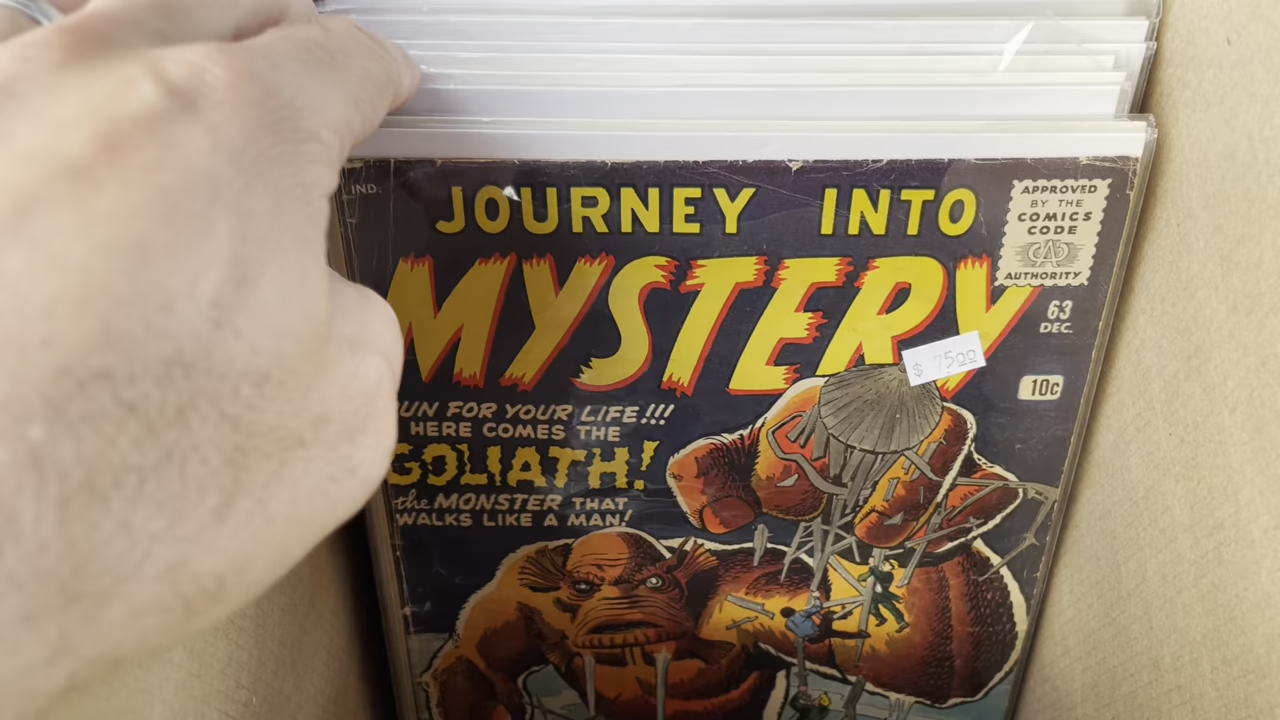 IND.
JOURNEY INTO
MYSTERY
APPROVED
BY THE
COMICS
CODE
CA
AUTHORITY
63
DEC.
$ 75.00
10c
UN FOR YOUR LIFE!!!
HERE COMES THE
GOLIATH!
the MONSTER THAT
WALKS LIKE A MAN!